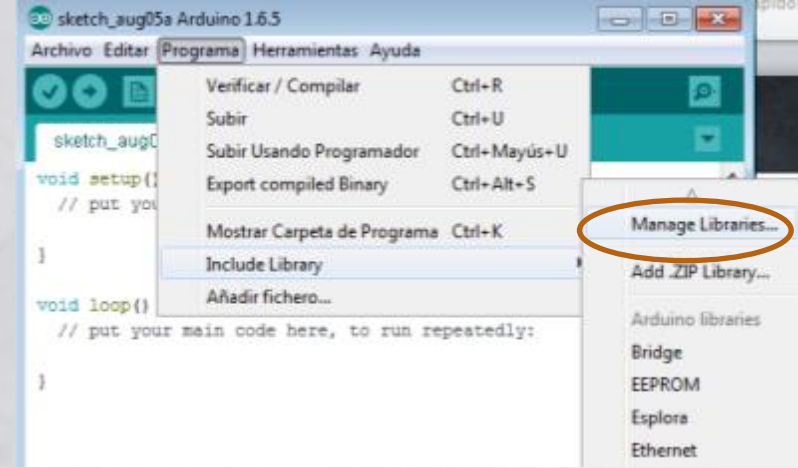 sketch_aug05a Arduino 1.6.5
Archivo Editar Programa Herramientas Ayuda
Verificar / Compilar Ctrl+R
Subir Ctrl+U
Subir Usando Programador Ctrl+Mayús+U
Export compiled Binary Ctrl+Alt+S
Mostrar Carpeta de Programa Ctrl+K
Include Library
Añadir fichero...
Manage Libraries...
Add .ZIP Library...
Arduino libraries
Bridge
EEPROM
Esplora
Ethernet
sketch_aug0
void setup()
// put you
}
void loop()
// put your main code here, to run repeatedly:
}